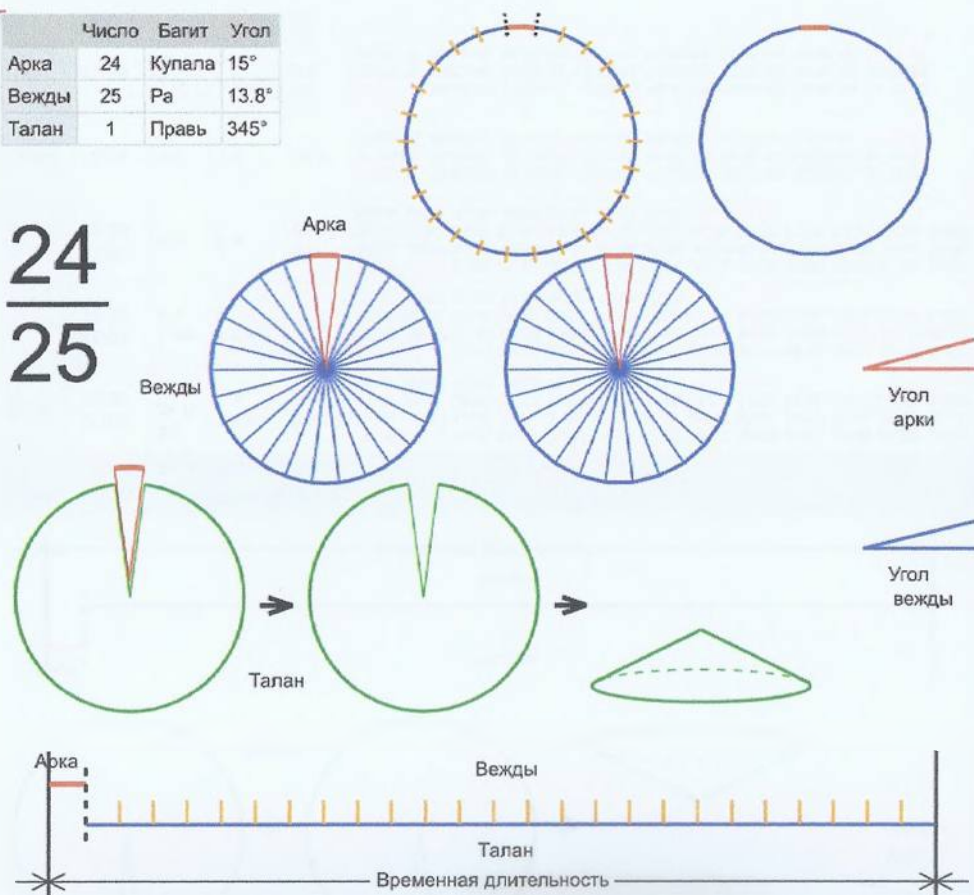 Число Багит Угол
Арка 24 Купала 15°
Вежды 25 Ра 13.8°
Талан 1 Правь 345°
24
25
Арка
Вежды
Угол
арки
Угол
вежды
Талан
Арка
Вежды
Талан
Временная длительность